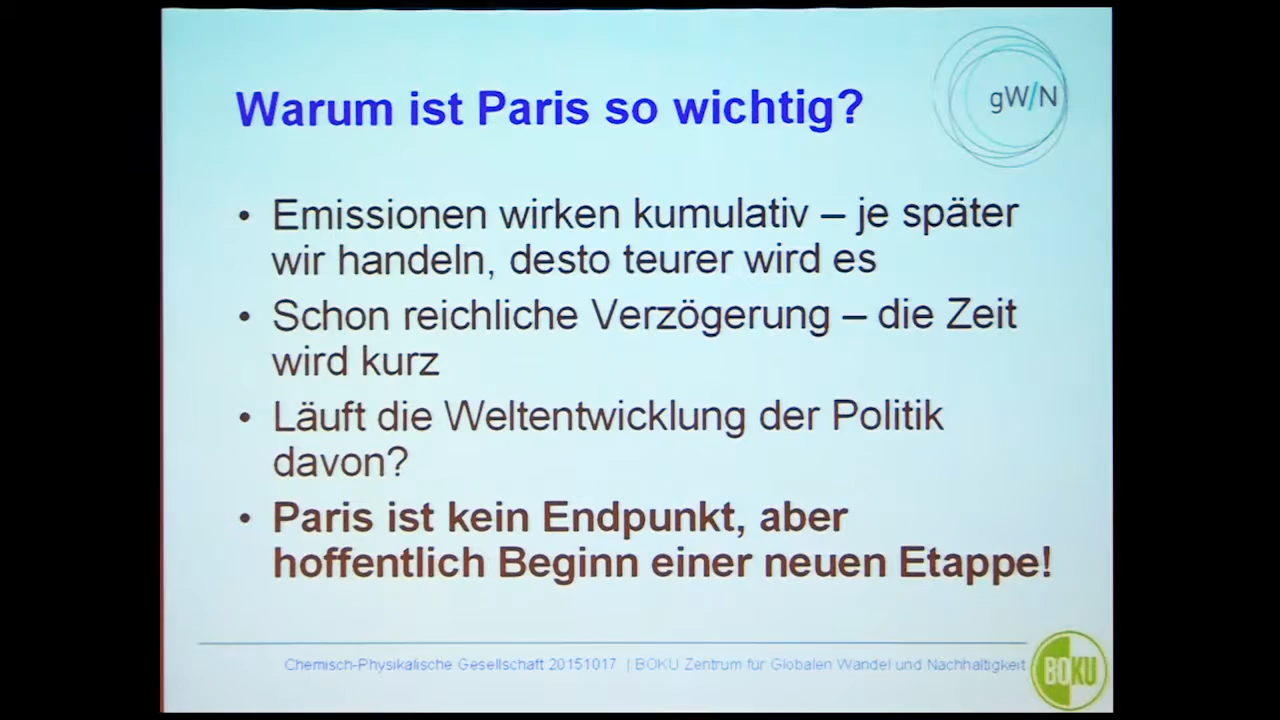 gW/N
Warum ist Paris so wichtig?
• Emissionen wirken kumulativ – je später
wir handeln, desto teurer wird es
• Schon reichliche Verzögerung – die Zeit
wird kurz
• Läuft die Weltentwicklung der Politik
davon?
• Paris ist kein Endpunkt, aber
hoffentlich Beginn einer neuen Etappe!
Chemisch-Physikalische Gesellschaft 20151017 | BOKU Zentrum für Globalen Wandel und Nachhaltigkeit
BOKU